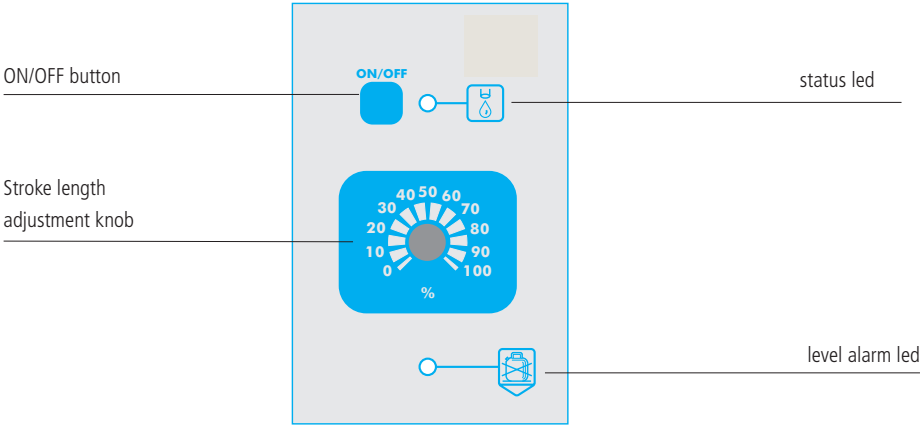 ON/OFF button
ON/OFF
status led
Stroke length
adjustment knob
0
10
20
30
40
50
60
70
80
90
100
%
level alarm led